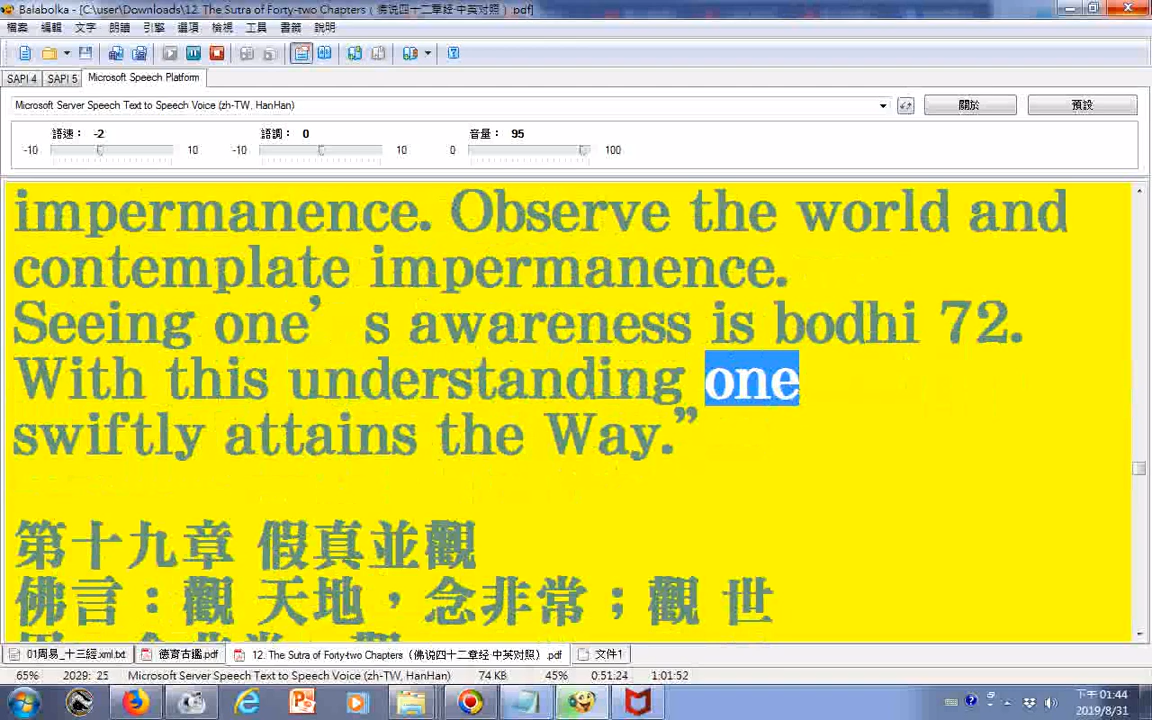 Balabolka - [C:\user\Downloads\12. The Sutra of Forty-two Chapters（佛说四十二章经·中英对照）.pdf]
檔案 編輯 文字 朗讀 引擎 選項 檢視 工具 書籤 說明
SAPI 4 SAPI 5 Microsoft Speech Platform
Microsoft Server Speech Text to Speech Voice (zh-TW, HanHan) 關於 預設
語速： -2 語調： 0 音量： 95
-10 10 -10 10 0 100
impermanence. Observe the world and
contemplate impermanence.
Seeing one’s awareness is bodhi 72.
With this understanding one
swiftly attains the Way.”
第十九章 假真並觀
佛言：觀 天地，念非常；觀 世
界，念非常；觀
01周易_十三經.xml.txt 德育古鑑.pdf 12. The Sutra of Forty-two Chapters（佛说四十二章经·中英对照）.pdf 文件1
65% 2029: 25 Microsoft Server Speech Text to Speech Voice (zh-TW, HanHan) 74 KB 45% 0:51:24 1:01:52
下午 01:44
2019/8/31